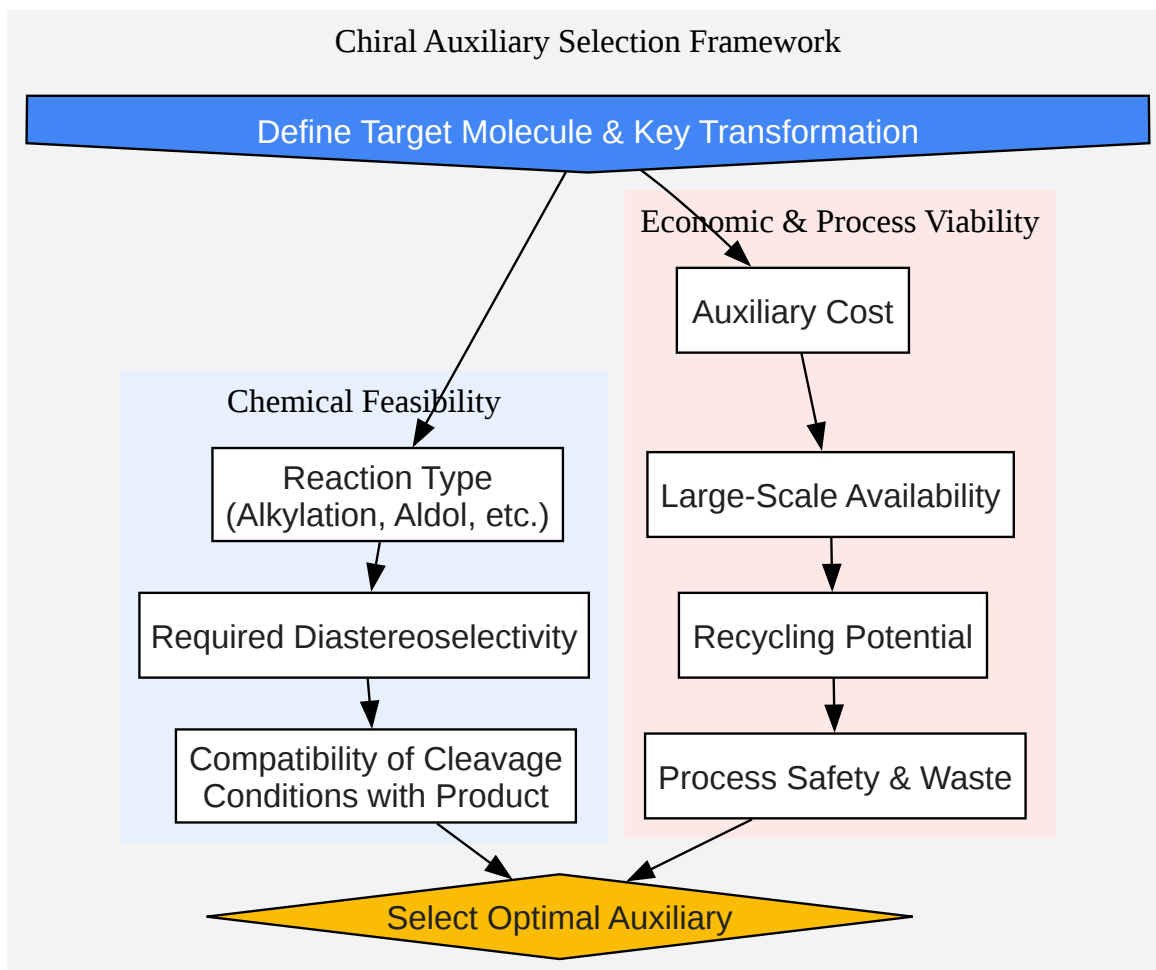 Chiral Auxiliary Selection Framework
Define Target Molecule & Key Transformation
Economic & Process Viability
Auxiliary Cost
Large-Scale Availability
Recycling Potential
Process Safety & Waste
Chemical Feasibility
Reaction Type
(Alkylation, Aldol, etc.)
Required Diastereoselectivity
Compatibility of Cleavage
Conditions with Product
Select Optimal Auxiliary